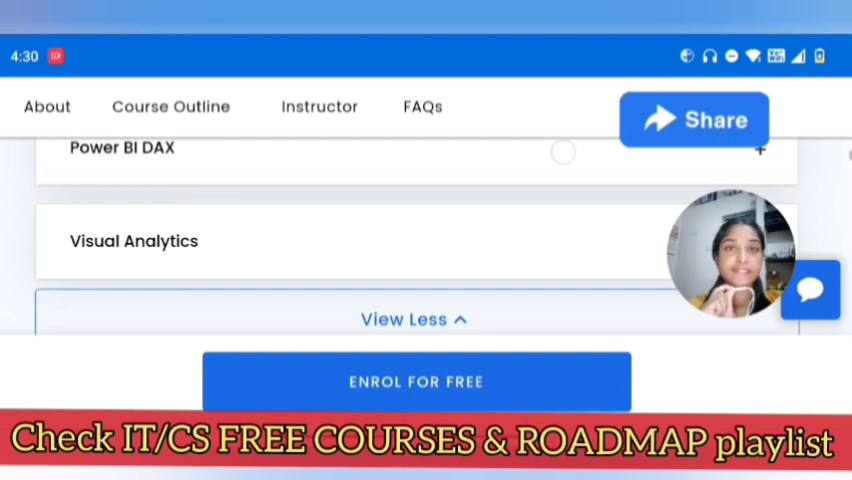 4:30
About Course Outline Instructor FAQs
Share
Power BI DAX +
Visual Analytics
View Less
ENROL FOR FREE
Check IT/CS FREE COURSES & ROADMAP playlist